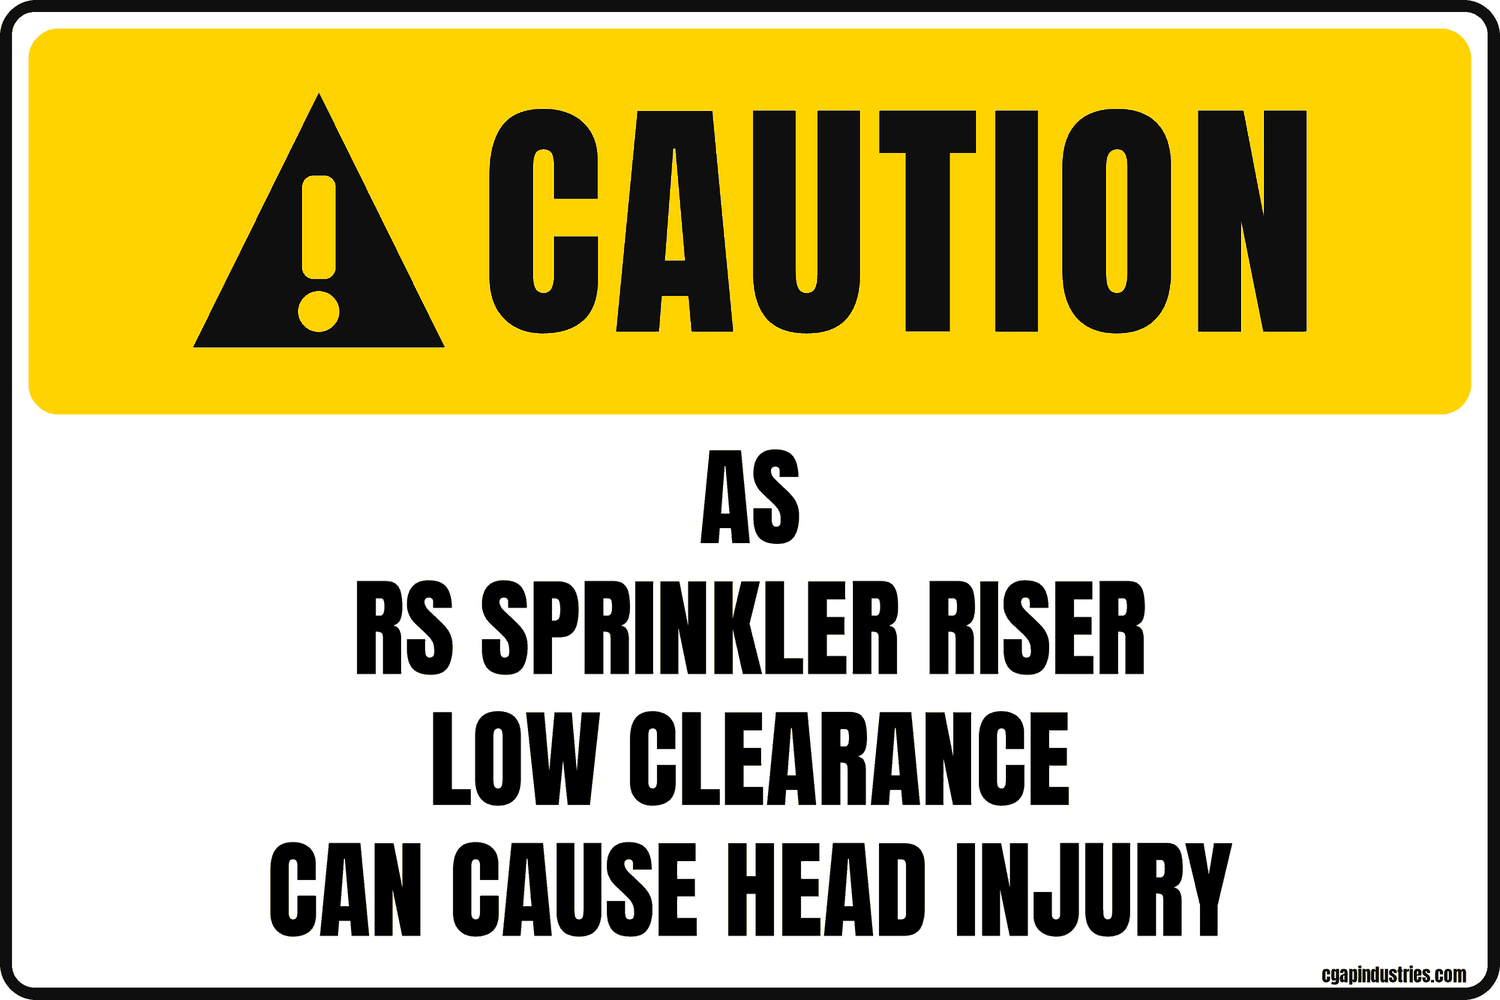 CAUTION
AS
RS SPRINKLER RISER
LOW CLEARANCE
CAN CAUSE HEAD INJURY
cgapindustries.com